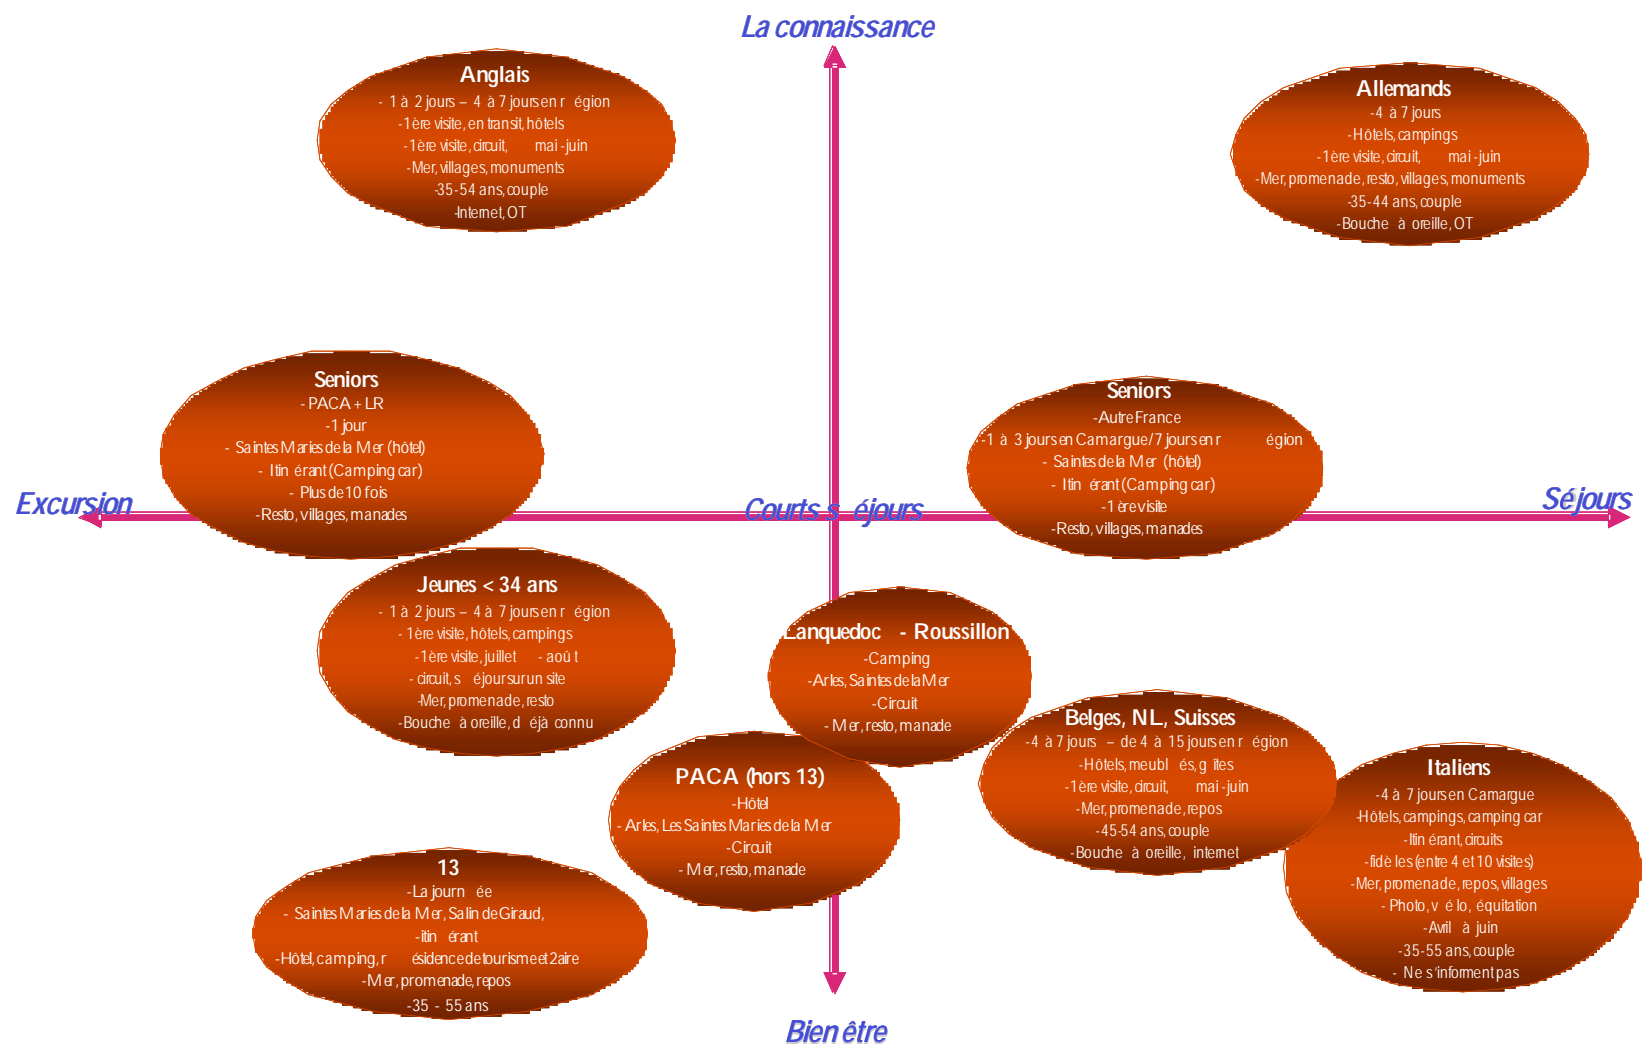 La connaissance
Anglais
- 1 à 2 jours – 4 à 7 jours en région
-1ère visite, en transit, hôtels
-1ère visite, circuit, mai-juin
-Mer, villages, monuments
-35-54 ans, couple
-Internet, OT
Allemands
-4 à 7 jours
-Hôtels, campings
-1ère visite, circuit, mai-juin
-Mer, promenade, resto, villages, monuments
-35-44 ans, couple
-Bouche à oreille, OT
Seniors
- PACA + LR
-1 jour
- Saintes Maries de la Mer (hôtel)
- Itinérant (Camping car)
- Plus de 10 fois
-Resto, villages, manades
Seniors
-Autre France
-1 à 3 jours en Camargue/7 jours en région
- Saintes de la Mer (hôtel)
- Itinérant (Camping car)
-1ère visite
-Resto, villages, manades
Excursion
Courts séjours
Séjours
Jeunes < 34 ans
- 1 à 2 jours – 4 à 7 jours en région
- 1ère visite, hôtels, campings
-1ère visite, juillet - août
- circuit, séjour sur un site
-Mer, promenade, resto
-Bouche à oreille, déjà connu
Lanquedoc - Roussillon
-Camping
-Arles, Saintes de la Mer
-Circuit
- Mer, resto, manade
Belges, NL, Suisses
-4 à 7 jours – de 4 à 15 jours en région
-Hôtels, meublés, gîtes
-1ère visite, circuit, mai-juin
-Mer, promenade, repos
-45-54 ans, couple
-Bouche à oreille, internet
PACA (hors 13)
-Hôtel
- Arles, Les Saintes Maries de la Mer
-Circuit
- Mer, resto, manade
Italiens
-4 à 7 jours en Camargue
-Hôtels, campings, camping car
-Itinérant, circuits
-fidèles (entre 4 et 10 visites)
-Mer, promenade, repos, villages
- Photo, vélo, équitation
-Avril à juin
-35-55 ans, couple
- Ne s'informent pas
13
-La journée
- Saintes Maries de la Mer, Salin de Giraud,
-itinérant
-Hôtel, camping, résidence de tourisme et 2aire
-Mer, promenade, repos
-35 - 55 ans
Bien être